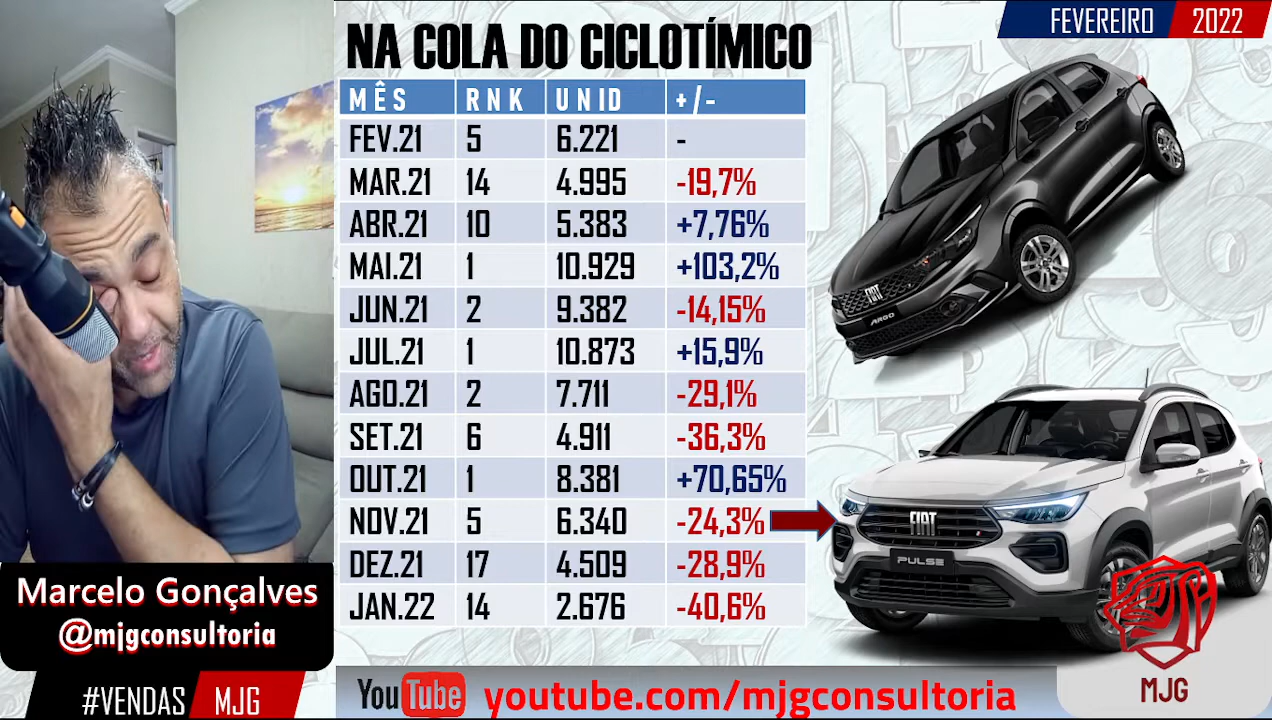 FEVEREIRO 2022
NA COLA DO CICLOTÍMICO
MÊS RNK UNID +/-
FEV.21 5 6.221 -
MAR.21 14 4.995 -19,7%
ABR.21 10 5.383 +7,76%
MAI.21 1 10.929 +103,2%
JUN.21 2 9.382 -14,15%
JUL.21 1 10.873 +15,9%
AGO.21 2 7.711 -29,1%
SET.21 6 4.911 -36,3%
OUT.21 1 8.381 +70,65%
NOV.21 5 6.340 -24,3%
DEZ.21 17 4.509 -28,9%
JAN.22 14 2.676 -40,6%
FIAT
ARGO
FIAT
PULSE
Marcelo Gonçalves
@mjgconsultoria
#VENDAS MJG
YouTube youtube.com/mjgconsultoria
MJG